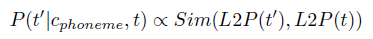 P(t'|c_{phoneme}, t) ∝ Sim(L2P(t'), L2P(t))